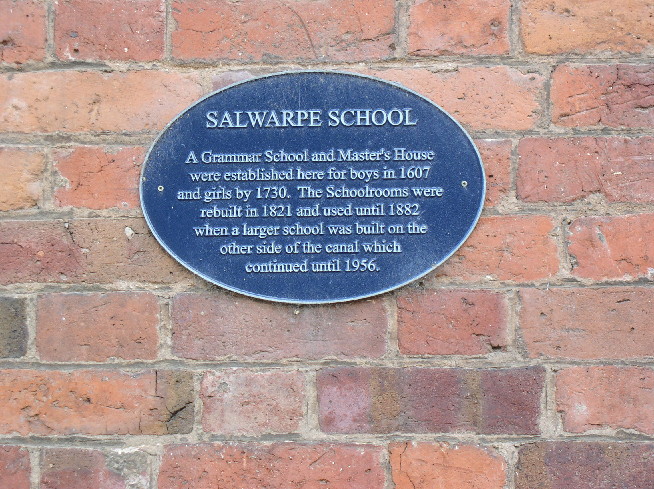 SALWARPE SCHOOL
A Grammar School and Master's House
were established here for boys in 1607
and girls by 1730. The Schoolrooms were
rebuilt in 1821 and used until 1882
when a larger school was built on the
other side of the canal which
continued until 1956.